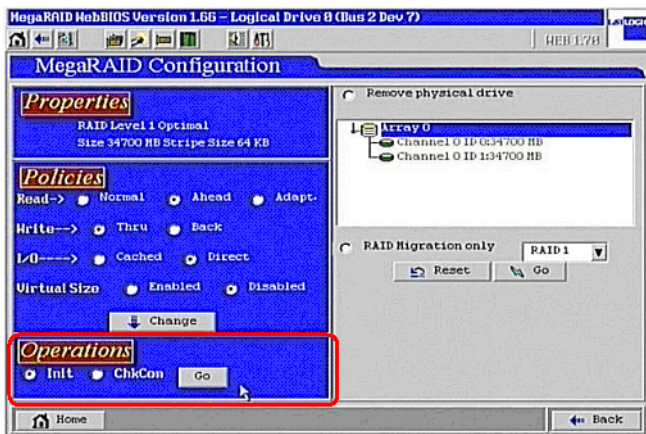 MegaRAID WebBIOS Version 1.66 – Logical Drive 0 (Bus 2 Dev 7)
LSI LOGIC
WEB 1.78
MegaRAID Configuration
Properties
RAID Level 1 Optimal
Size 34700 MB Stripe Size 64 KB
Policies
Read--> Normal Ahead Adapt.
Write--> Thru Back
I/O----> Cached Direct
Virtual Size Enabled Disabled
Change
Operations
Init ChkCon Go
Remove physical drive
Array 0
Channel 0 ID 0:34700 MB
Channel 0 ID 1:34700 MB
RAID Migration only RAID 1
Reset Go
Home
Back